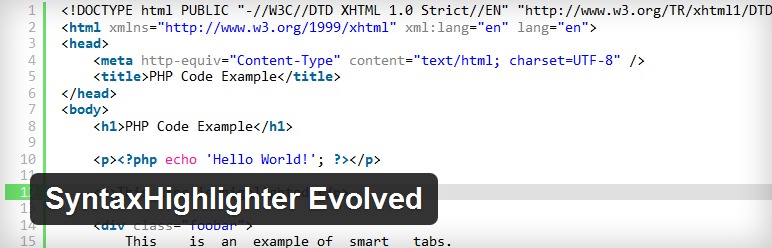 1 <!DOCTYPE html PUBLIC "-//W3C//DTD XHTML 1.0 Strict//EN" "http://www.w3.org/TR/xhtml1/DTD
2 <html xmlns="http://www.w3.org/1999/xhtml" xml:lang="en" lang="en">
3 <head>
4 <meta http-equiv="Content-Type" content="text/html; charset=UTF-8" />
5 <title>PHP Code Example</title>
6 </head>
7 <body>
8 <h1>PHP Code Example</h1>
9
10 <p><?php echo 'Hello World!'; ?></p>
11
SyntaxHighlighter Evolved
14 <div class="foobar">
15 This is an example of smart tabs.